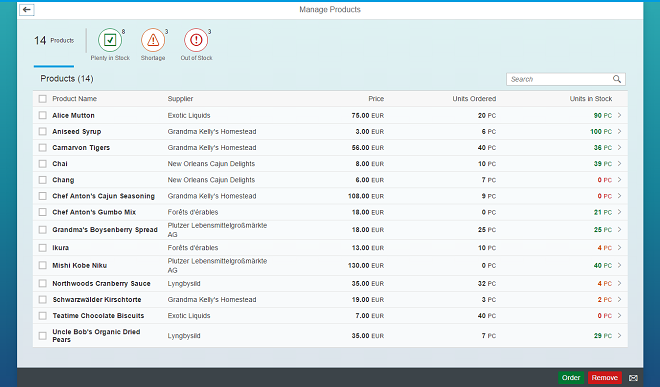 Manage Products
14 Products
8
3
3
Plenty in Stock Shortage Out of Stock
Products (14)
Search
Product Name Supplier Price Units Ordered Units in Stock
Alice Mutton Exotic Liquids 75.00 EUR 20 PC 90 PC
Aniseed Syrup Grandma Kelly's Homestead 3.00 EUR 6 PC 100 PC
Carnarvon Tigers Grandma Kelly's Homestead 56.00 EUR 40 PC 36 PC
Chai New Orleans Cajun Delights 8.00 EUR 10 PC 39 PC
Chang New Orleans Cajun Delights 6.00 EUR 7 PC 0 PC
Chef Anton's Cajun Seasoning Grandma Kelly's Homestead 108.00 EUR 9 PC 0 PC
Chef Anton's Gumbo Mix Forêts d'érables 18.00 EUR 0 PC 21 PC
Grandma's Boysenberry Spread Plutzer Lebensmittelgroßmärkte 18.00 EUR 25 PC 25 PC
AG
Ikura Forêts d'érables 13.00 EUR 10 PC 4 PC
Mishi Kobe Niku Plutzer Lebensmittelgroßmärkte 130.00 EUR 0 PC 40 PC
AG
Northwoods Cranberry Sauce Lyngbysild 35.00 EUR 32 PC 4 PC
Schwarzwälder Kirschtorte Grandma Kelly's Homestead 19.00 EUR 3 PC 2 PC
Teatime Chocolate Biscuits Exotic Liquids 7.00 EUR 40 PC 0 PC
Uncle Bob's Organic Dried Lyngbysild 35.00 EUR 7 PC 29 PC
Pears
Order Remove